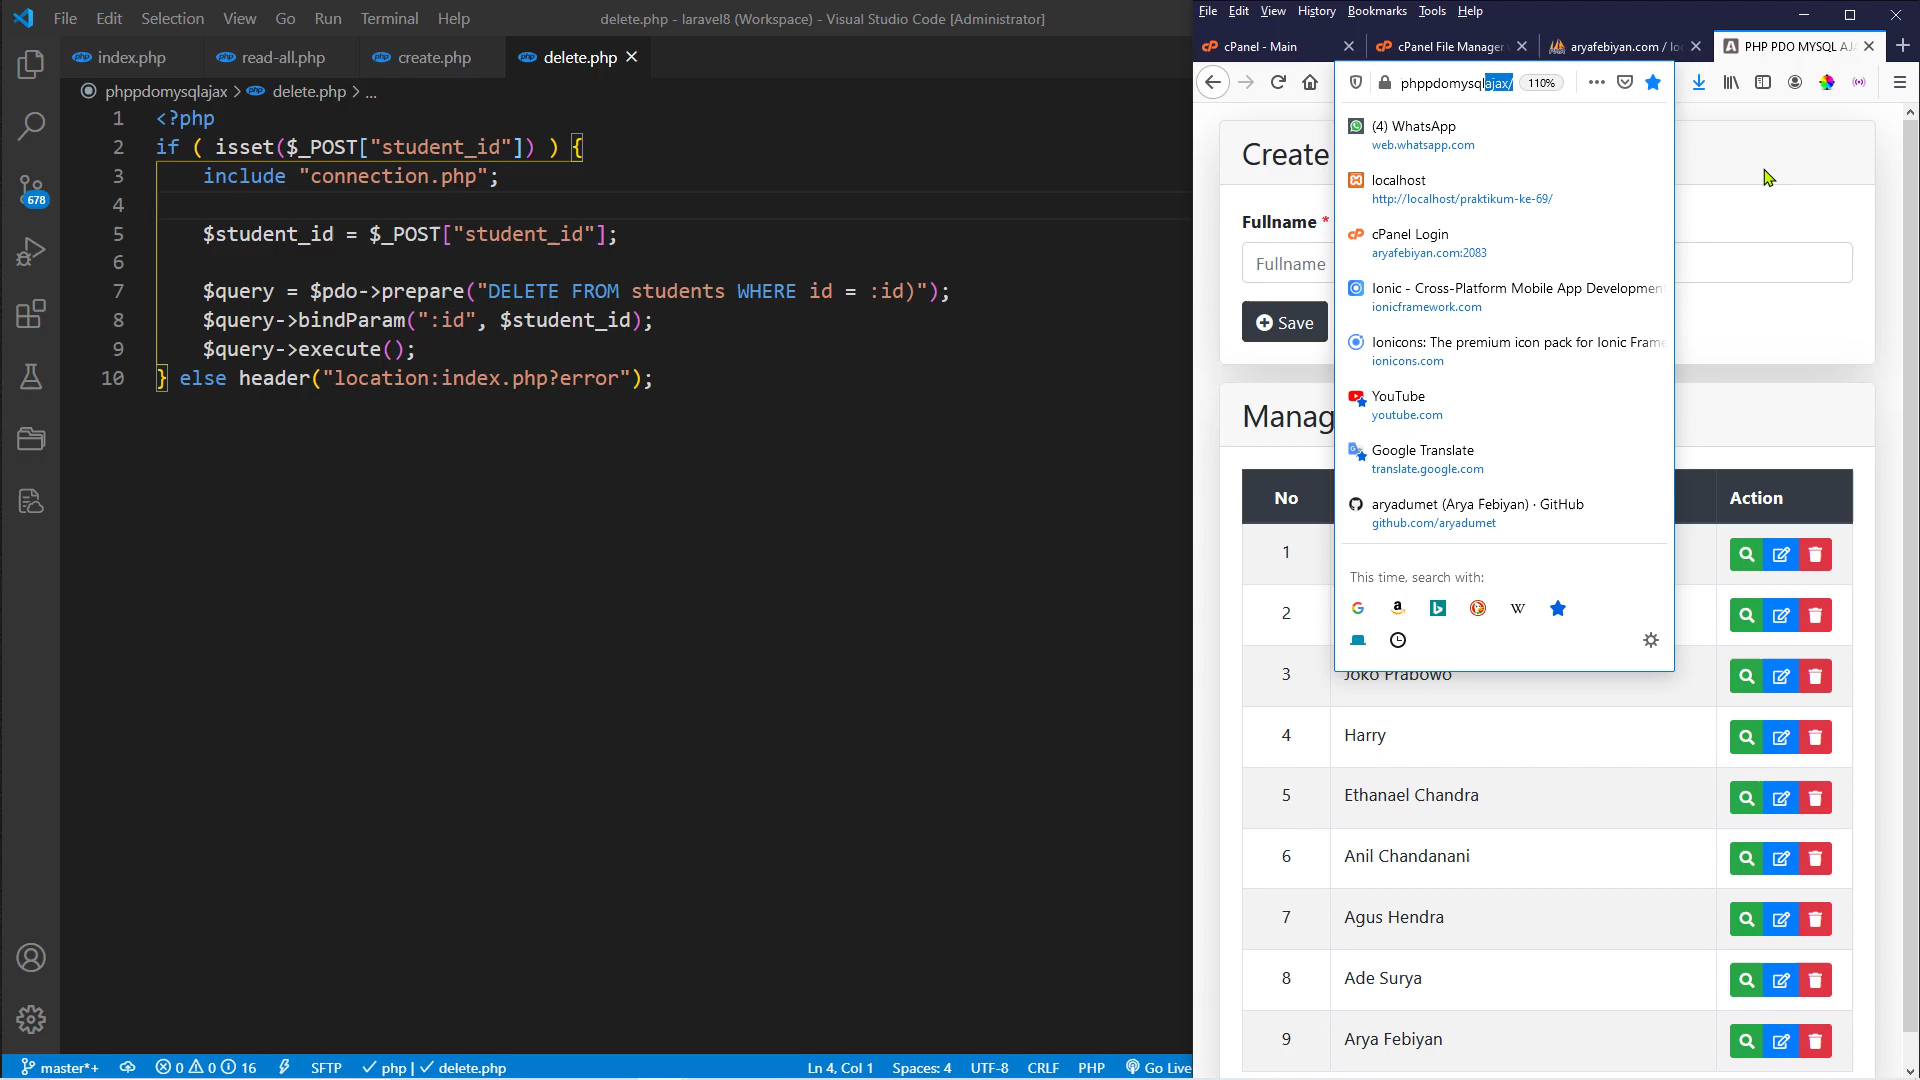 File Edit Selection View Go Run Terminal Help
delete.php - laravel8 (Workspace) - Visual Studio Code [Administrator]
index.php
read-all.php
create.php
delete.php
phppdomysqlajax > delete.php > ...
1 <?php
2 if ( isset($_POST["student_id"]) ) {
3 include "connection.php";
4
5 $student_id = $_POST["student_id"];
6
7 $query = $pdo->prepare("DELETE FROM students WHERE id = :id)");
8 $query->bindParam(":id", $student_id);
9 $query->execute();
10 } else header("location:index.php?error");
678
master*+
0 0 16
SFTP
php | delete.php
Ln 4, Col 1
Spaces: 4
UTF-8
CRLF
PHP
Go Live
File Edit View History Bookmarks Tools Help
cPanel - Main
cPanel File Manager
aryafebiyan.com / lo
PHP PDO MYSQL AJA
phppdomysqlajax/
110%
(4) WhatsApp
web.whatsapp.com
localhost
http://localhost/praktikum-ke-69/
cPanel Login
aryafebiyan.com:2083
Ionic - Cross-Platform Mobile App Developmen
ionicframework.com
Ionicons: The premium icon pack for Ionic Frame
ionicons.com
YouTube
youtube.com
Google Translate
translate.google.com
aryadumet (Arya Febiyan) · GitHub
github.com/aryadumet
This time, search with:
Create
Fullname *
Fullname
Save
Manag
No
Action
1
2
3 Joko Prabowo
4 Harry
5 Ethanael Chandra
6 Anil Chandanani
7 Agus Hendra
8 Ade Surya
9 Arya Febiyan